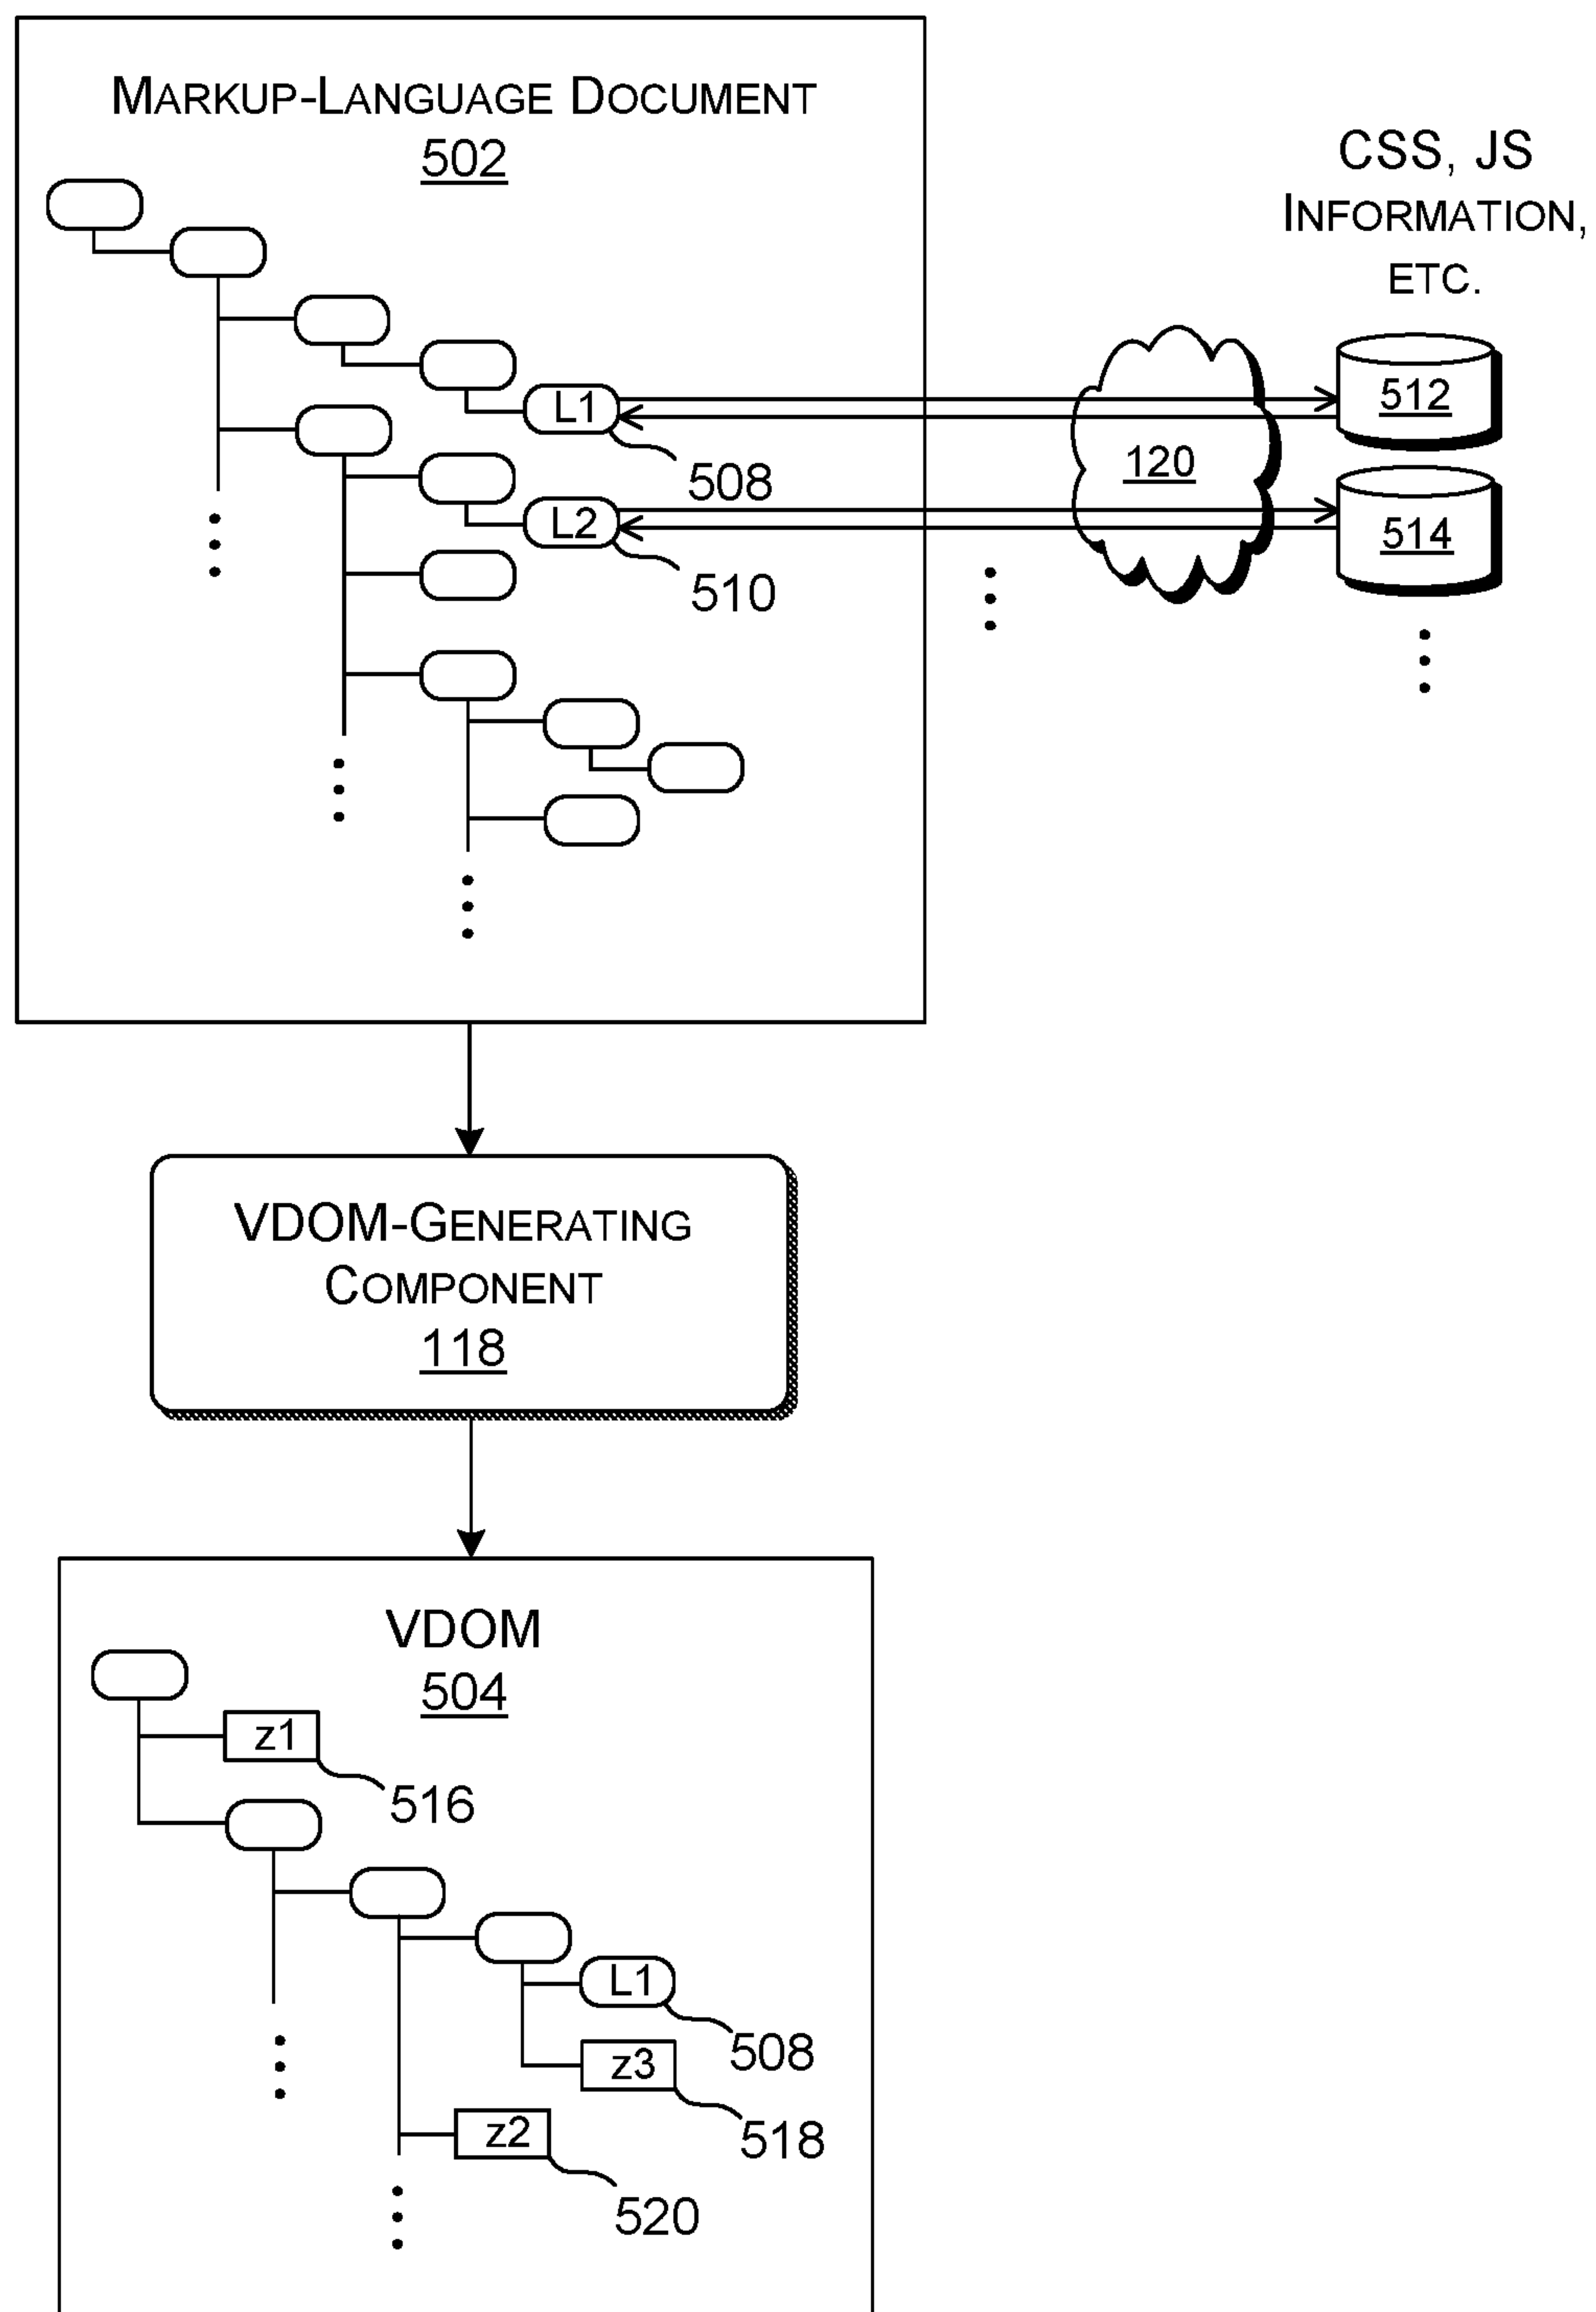 MARKUP-LANGUAGE DOCUMENT
502
CSS, JS
INFORMATION,
ETC.
L1
508
L2
510
120
512
514
VDOM-GENERATING
COMPONENT
118
VDOM
504
z1
516
L1
508
z3
518
z2
520